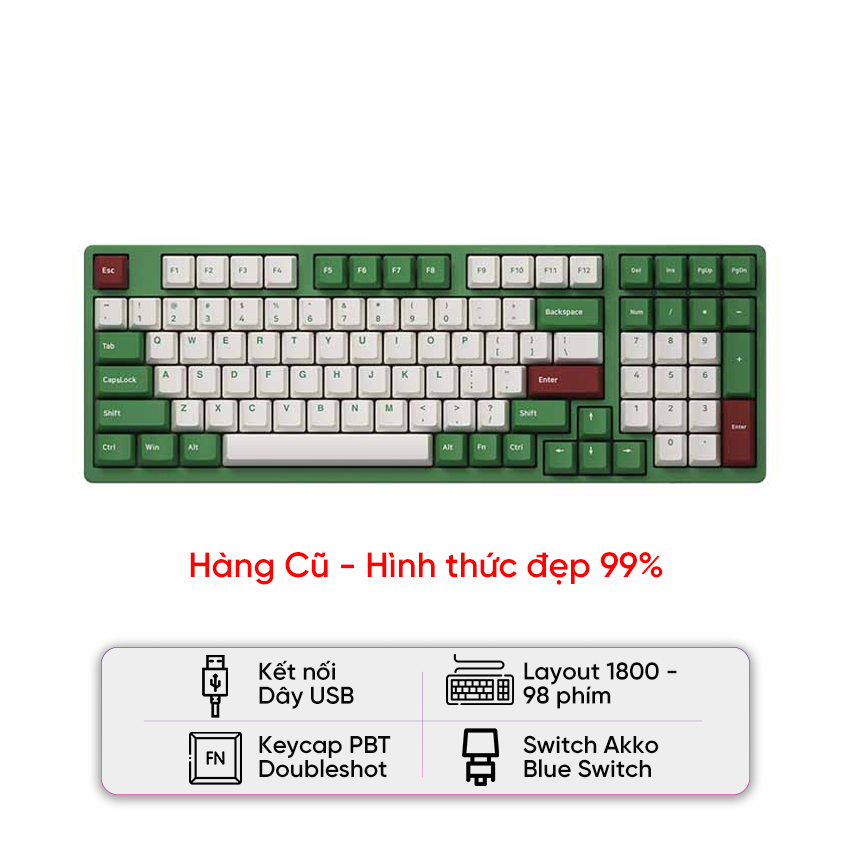 Esc F1 F2 F3 F4 F5 F6 F7 F8 F9 F10 F11 F12 Del Ins PgUp PgDn
~ ! @ # $ % ^ & * ( ) _ +
` 1 2 3 4 5 6 7 8 9 0 - = Backspace Num / * -
Tab Q W E R T Y U I O P { [ } ] | \ 7 8 9 +
CapsLock A S D F G H J K L : ; " ' Enter 4 5 6
Shift Z X C V B N M < , > . ? / Shift ↑ 1 2 3 Enter
Ctrl Win Alt Alt Fn Ctrl ← ↓ → 0 .
Hàng Cũ - Hình thức đẹp 99%
Kết nối
Dây USB
Layout 1800 -
98 phím
FN
Keycap PBT
Doubleshot
Switch Akko
Blue Switch